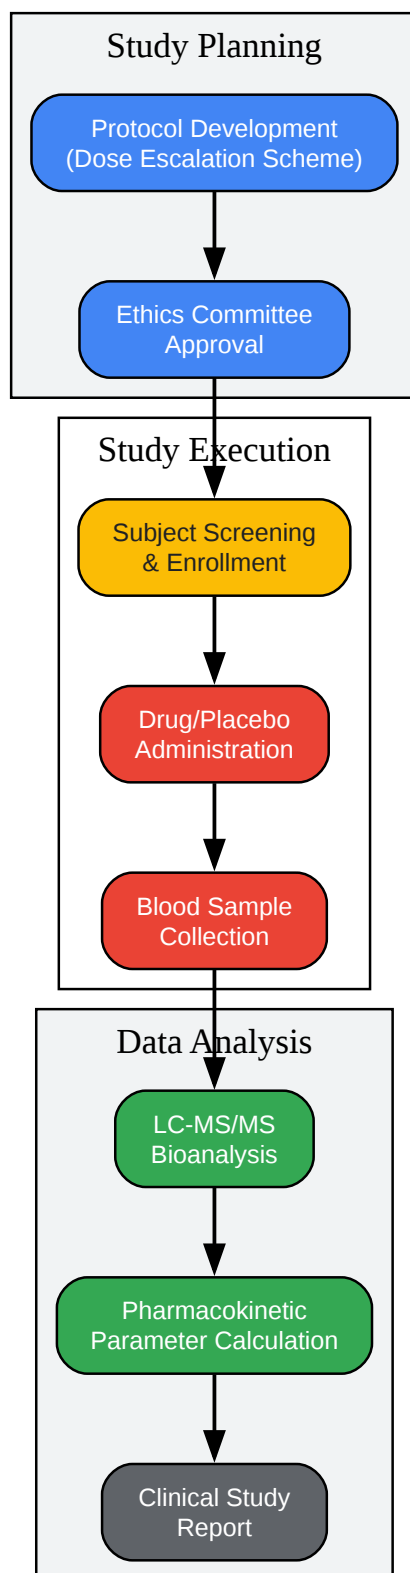 Study Planning
Protocol Development
(Dose Escalation Scheme)
Ethics Committee
Approval
Study Execution
Subject Screening
& Enrollment
Drug/Placebo
Administration
Blood Sample
Collection
Data Analysis
LC-MS/MS
Bioanalysis
Pharmacokinetic
Parameter Calculation
Clinical Study
Report